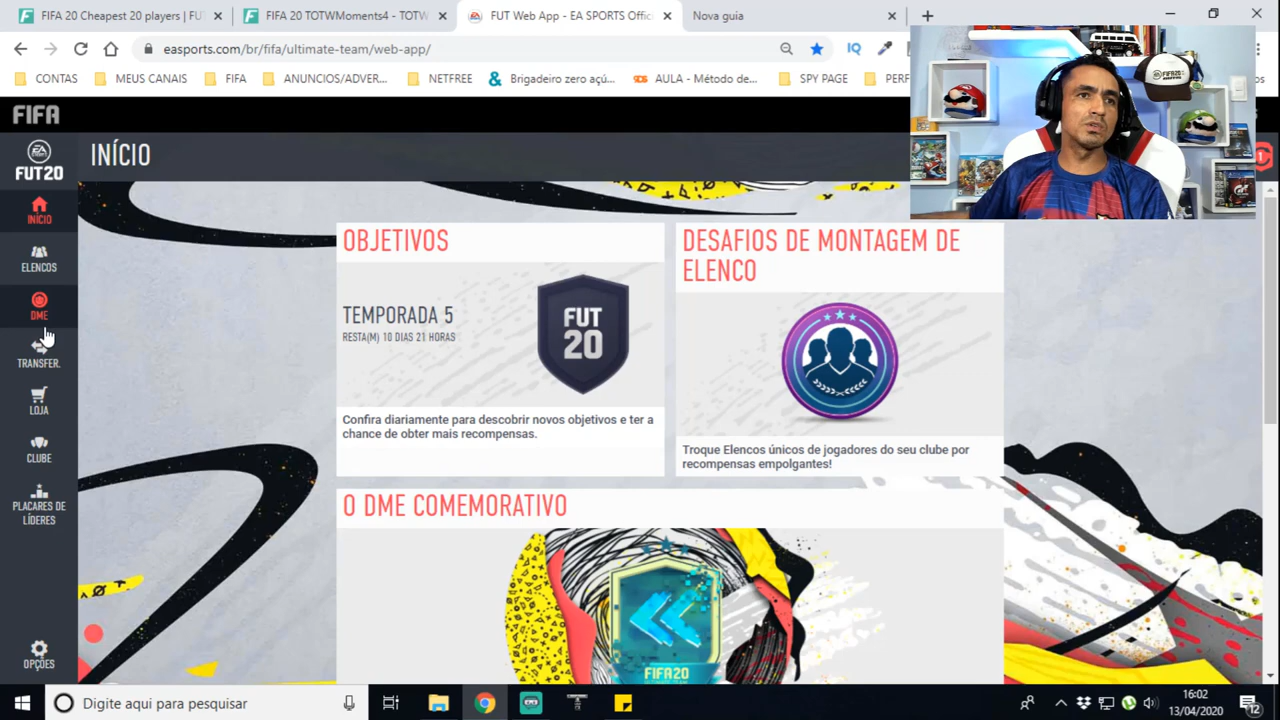 FIFA 20 Cheapest 20 players | FU
FIFA 20 TOTWMoments4 - TOTW
FUT Web App - EA SPORTS Offic
Nova guia
easports.com/br/fifa/ultimate-team/web-app/
IQ
CONTAS
MEUS CANAIS
FIFA
ANUNCIOS/ADVER...
NETFREE
Brigadeiro zero açú...
AULA - Método de...
SPY PAGE
PERF
FIFA
EA SPORTS
FUT20
INÍCIO
INÍCIO
ELENCOS
DME
TRANSFER.
LOJA
CLUBE
PLACARES DE
LÍDERES
OPÇÕES
OBJETIVOS
TEMPORADA 5
RESTA(M) 10 DIAS 21 HORAS
FUT
20
Confira diariamente para descobrir novos objetivos e ter a
chance de obter mais recompensas.
DESAFIOS DE MONTAGEM DE
ELENCO
Troque Elencos únicos de jogadores do seu clube por
recompensas empolgantes!
O DME COMEMORATIVO
FIFA20
Digite aqui para pesquisar
16:02
13/04/2020
12